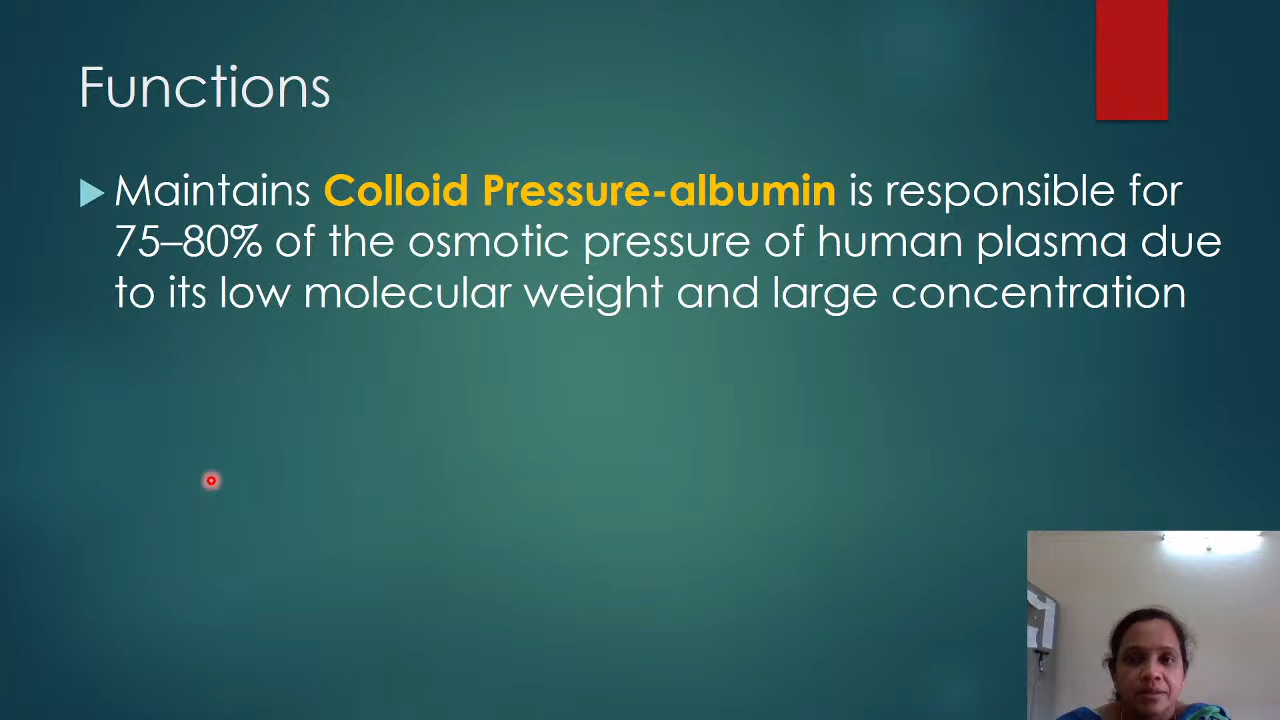 Functions
Maintains Colloid Pressure-albumin is responsible for
75–80% of the osmotic pressure of human plasma due
to its low molecular weight and large concentration